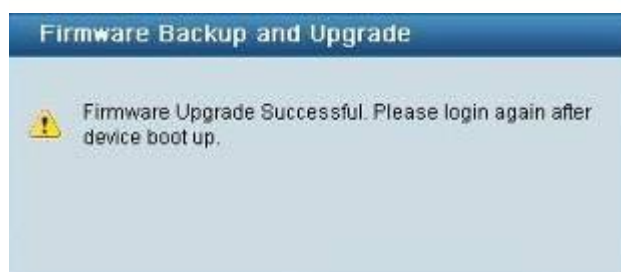 Firmware Backup and Upgrade
Firmware Upgrade Successful. Please login again after
device boot up.